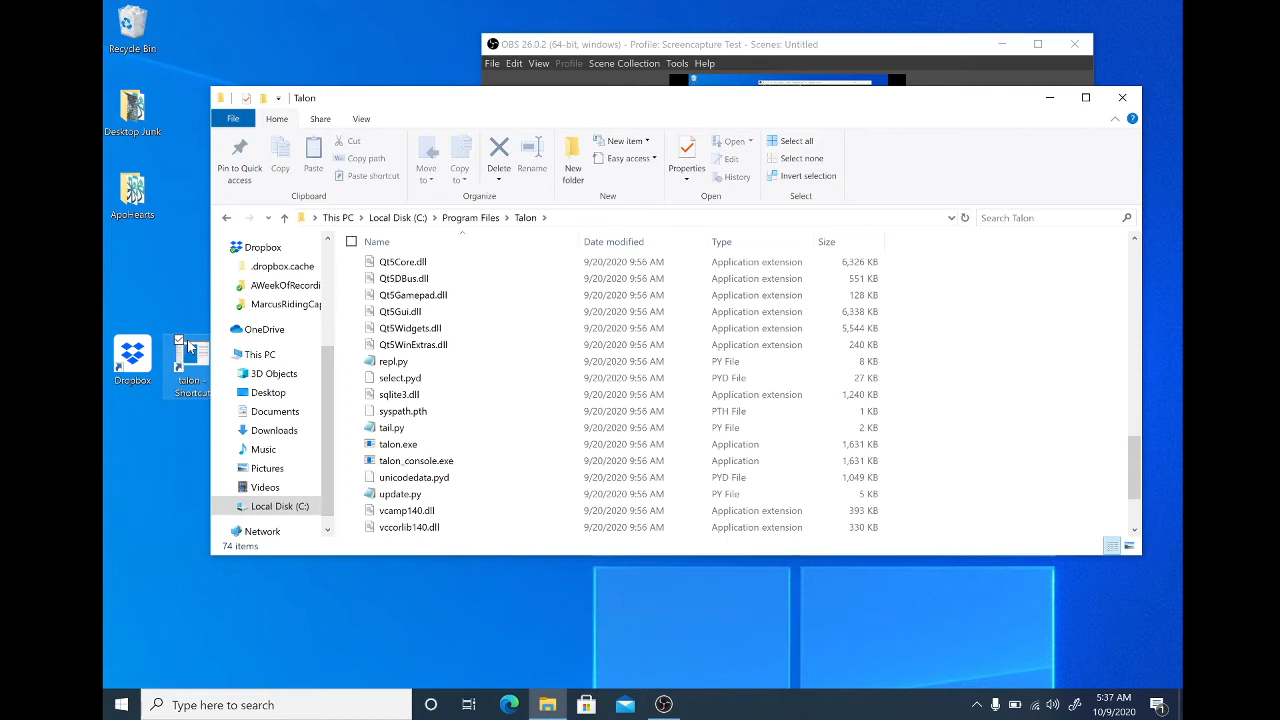 Recycle Bin
Desktop Junk
ApoHearts
Dropbox
talon -
Shortcut
OBS 26.0.2 (64-bit, windows) - Profile: Screencapture Test - Scenes: Untitled
File Edit View Profile Scene Collection Tools Help
Talon
File Home Share View
Pin to Quick
access
Copy
Paste
Cut
Copy path
Paste shortcut
Clipboard
Move
to
Copy
to
Delete
Rename
Organize
New
folder
New item
Easy access
New
Properties
Open
Edit
History
Open
Select all
Select none
Invert selection
Select
This PC > Local Disk (C:) > Program Files > Talon >
Search Talon
Dropbox
.dropbox.cache
AWeekOfRecordi
MarcusRidingCap
OneDrive
This PC
3D Objects
Desktop
Documents
Downloads
Music
Pictures
Videos
Local Disk (C:)
Network
Name Date modified Type Size
Qt5Core.dll 9/20/2020 9:56 AM Application extension 6,326 KB
Qt5DBus.dll 9/20/2020 9:56 AM Application extension 551 KB
Qt5Gamepad.dll 9/20/2020 9:56 AM Application extension 128 KB
Qt5Gui.dll 9/20/2020 9:56 AM Application extension 6,338 KB
Qt5Widgets.dll 9/20/2020 9:56 AM Application extension 5,544 KB
Qt5WinExtras.dll 9/20/2020 9:56 AM Application extension 240 KB
repl.py 9/20/2020 9:56 AM PY File 8 KB
select.pyd 9/20/2020 9:56 AM PYD File 27 KB
sqlite3.dll 9/20/2020 9:56 AM Application extension 1,240 KB
syspath.pth 9/20/2020 9:56 AM PTH File 1 KB
tail.py 9/20/2020 9:56 AM PY File 2 KB
talon.exe 9/20/2020 9:56 AM Application 1,631 KB
talon_console.exe 9/20/2020 9:56 AM Application 1,631 KB
unicodedata.pyd 9/20/2020 9:56 AM PYD File 1,049 KB
update.py 9/20/2020 9:56 AM PY File 5 KB
vcamp140.dll 9/20/2020 9:56 AM Application extension 393 KB
vccorlib140.dll 9/20/2020 9:56 AM Application extension 330 KB
74 items
Type here to search
5:37 AM
10/9/2020
1